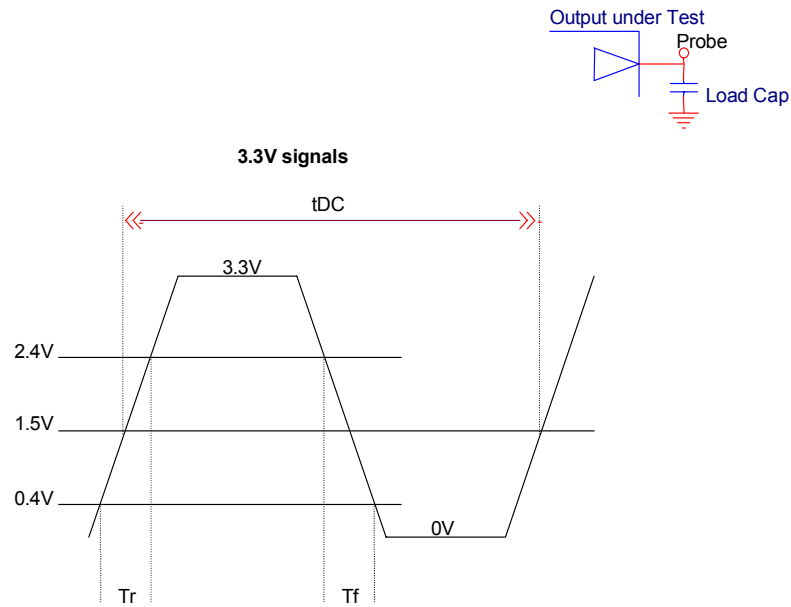 Output under Test
Probe
Load Cap
3.3V signals
tDC
3.3V
2.4V
1.5V
0.4V
0V
Tr
Tf